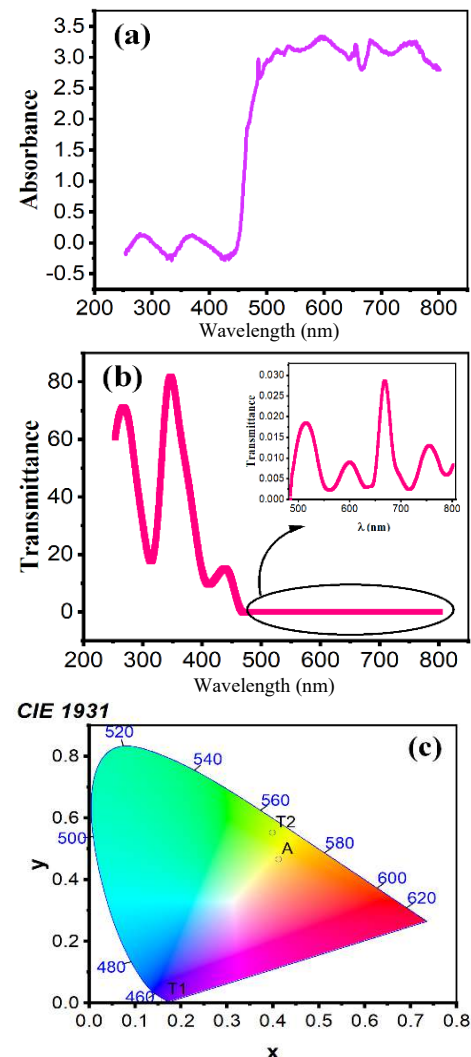 (a)
Absorbance
3.5
3.0
2.5
2.0
1.5
1.0
0.5
0.0
-0.5
200 300 400 500 600 700 800
Wavelength (nm)
(b)
Transmittance
80
60
40
20
0
200 300 400 500 600 700 800
Wavelength (nm)
Transmittance
0.030
0.025
0.020
0.015
0.010
0.005
0.000
500 600 700 800
λ (nm)
CIE 1931
(c)
y
0.8
0.6
0.4
0.2
0.0
0.0 0.1 0.2 0.3 0.4 0.5 0.6 0.7 0.8
x
520
540
560
T2
500
580
A
600
620
480
460
T1